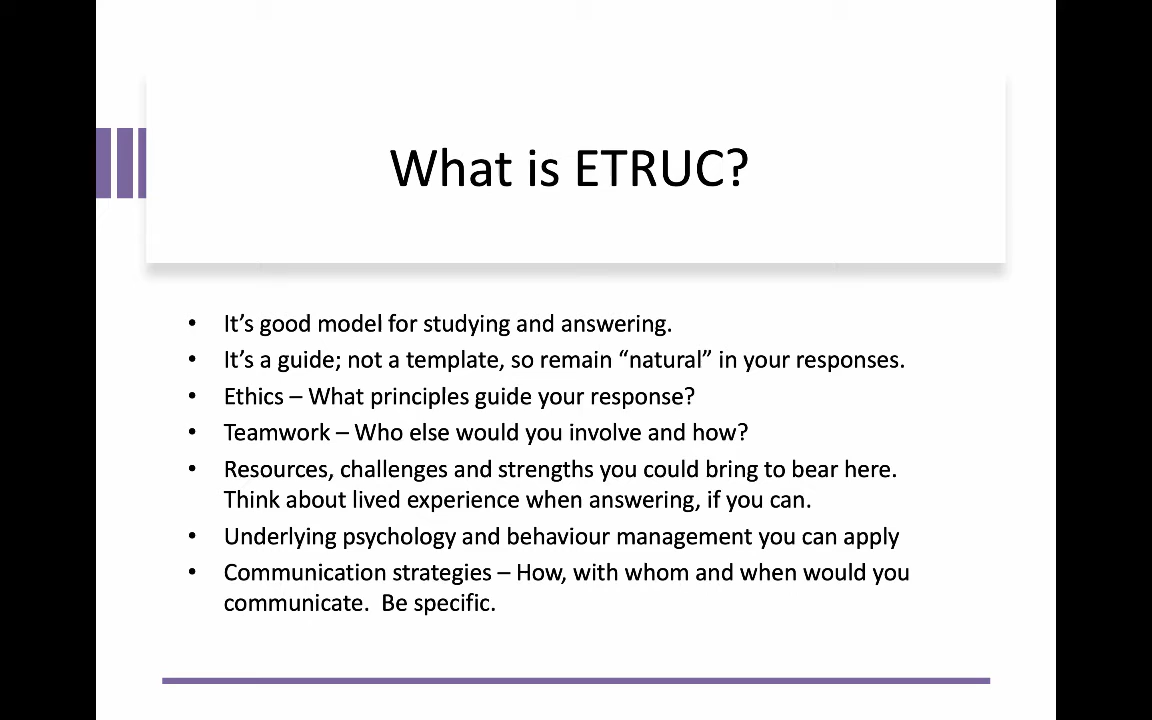 What is ETRUC?
• It’s good model for studying and answering.
• It’s a guide; not a template, so remain “natural” in your responses.
• Ethics – What principles guide your response?
• Teamwork – Who else would you involve and how?
• Resources, challenges and strengths you could bring to bear here.
Think about lived experience when answering, if you can.
• Underlying psychology and behaviour management you can apply
• Communication strategies – How, with whom and when would you
communicate.  Be specific.